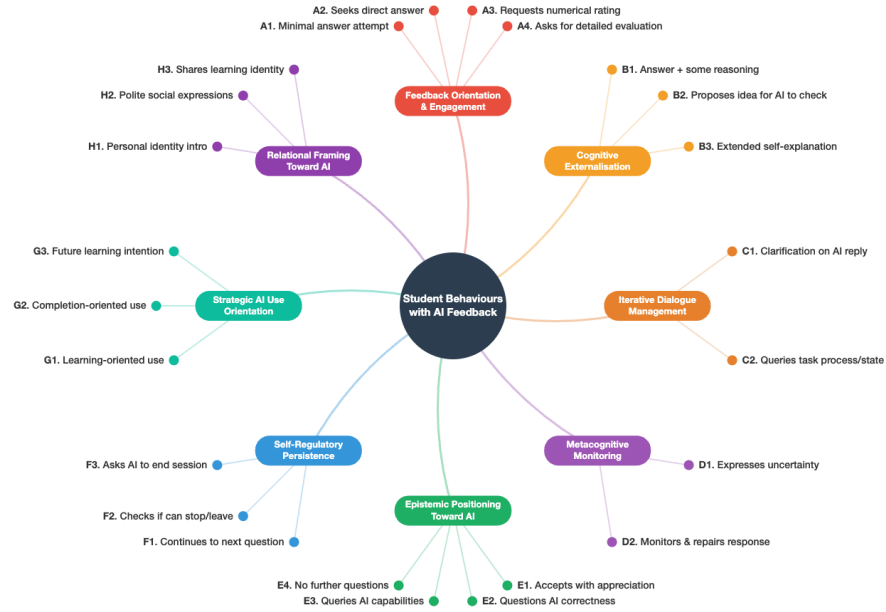 A2. Seeks direct answer
A3. Requests numerical rating
A1. Minimal answer attempt
A4. Asks for detailed evaluation
Feedback Orientation
& Engagement
H3. Shares learning identity
H2. Polite social expressions
H1. Personal identity intro
Relational Framing
Toward AI
B1. Answer + some reasoning
B2. Proposes idea for AI to check
B3. Extended self-explanation
Cognitive
Externalisation
G3. Future learning intention
G2. Completion-oriented use
G1. Learning-oriented use
Strategic AI Use
Orientation
Student Behaviours
with AI Feedback
C1. Clarification on AI reply
Iterative Dialogue
Management
C2. Queries task process/state
Self-Regulatory
Persistence
F3. Asks AI to end session
F2. Checks if can stop/leave
F1. Continues to next question
Metacognitive
Monitoring
D1. Expresses uncertainty
D2. Monitors & repairs response
Epistemic Positioning
Toward AI
E4. No further questions
E1. Accepts with appreciation
E3. Queries AI capabilities
E2. Questions AI correctness